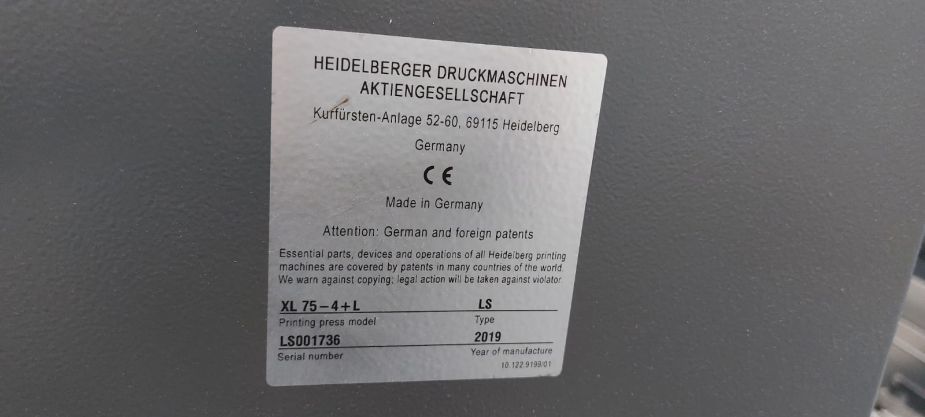 HEIDELBERGER DRUCKMASCHINEN
AKTIENGESELLSCHAFT
Kurfürsten-Anlage 52-60, 69115 Heidelberg
Germany
CE
Made in Germany
Attention: German and foreign patents
Essential parts, devices and operations of all Heidelberg printing
machines are covered by patents in many countries of the world.
We warn against copying; legal action will be taken against violator.
XL 75–4+L LS
Printing press model Type
LS001736 2019
Serial number Year of manufacture
10.122.9199/01